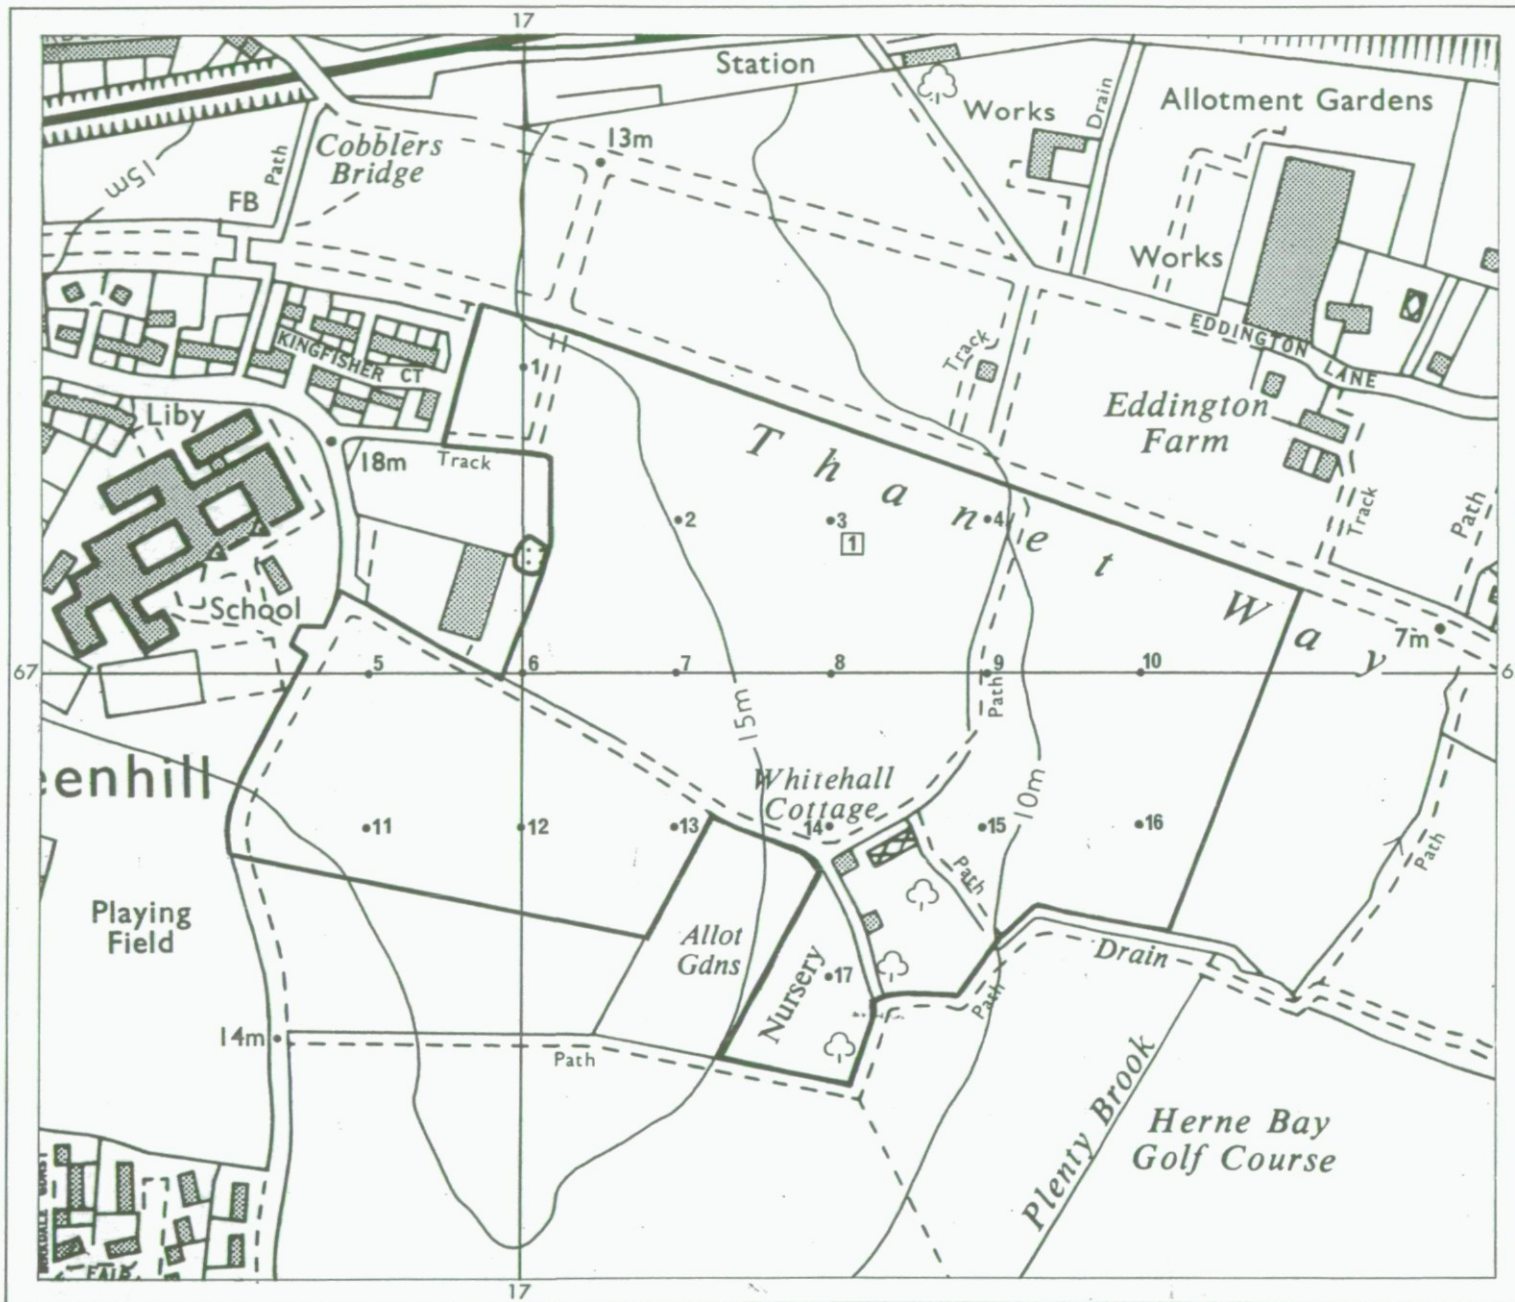 17
Station
Works
Drain
Allotment Gardens
13m
Cobblers
Bridge
Path
15m
FB
Works
EDDINGTON
LANE
KINGFISHER CT
1
Track
Eddington
Farm
Liby
18m
Track
Thanet Way
2
3
4
1
Track
Path
School
7m
67
5
6
7
8
9
10
6
Path
15m
enhill
Whitehall
Cottage
10m
11
12
13
14
15
16
Path
Path
Playing
Field
Allot
Gdns
Nursery
17
Drain
Path
14m
Path
Plenty Brook
Herne Bay
Golf Course
17